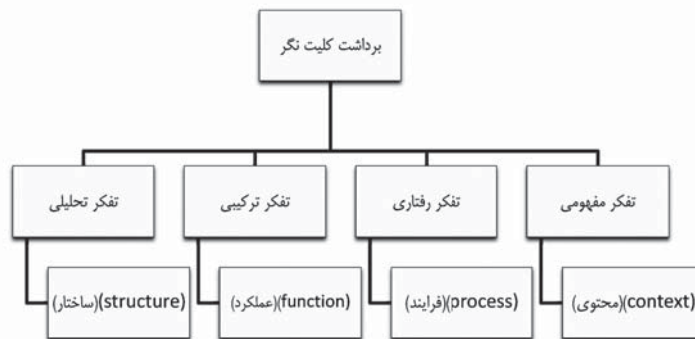 برداشت کلیت نگر
تفکر مفهومی
تفکر رفتاری
تفکر ترکیبی
تفکر تحلیلی
(context)(محتوی)
(process)(فرایند)
(function)(عملکرد)
(structure)(ساختار)